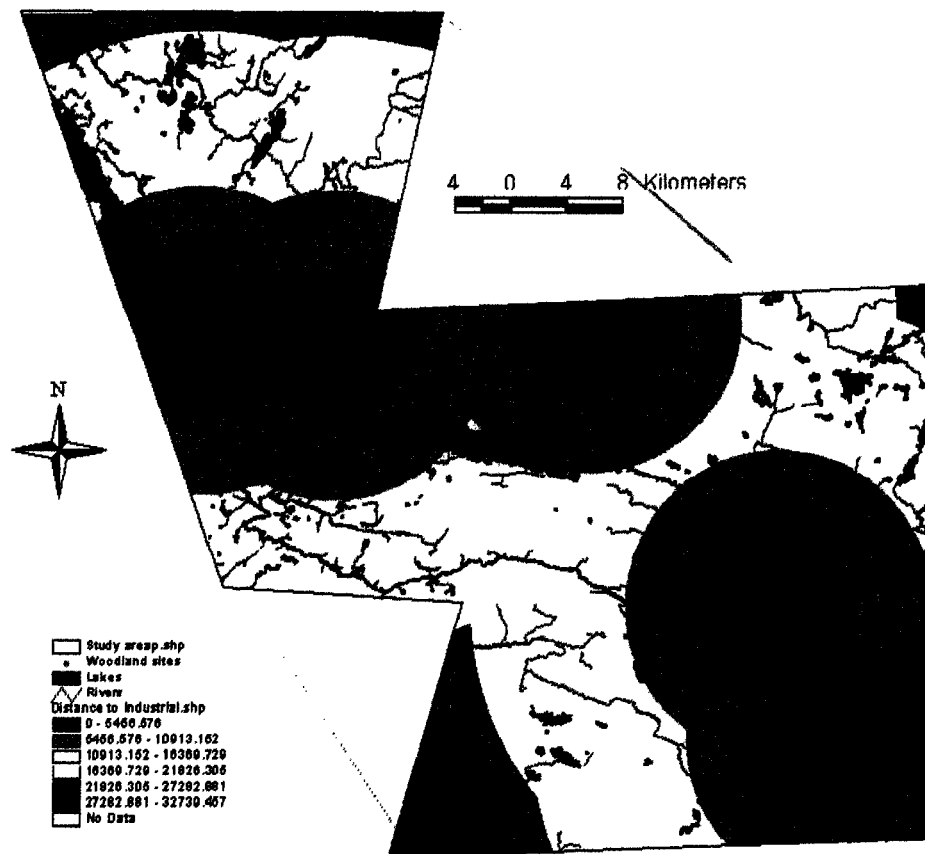 4 0 4 8 Kilometers
N
Study areap.shp
Woodland sites
Lakes
Rivers
Distance to Industrial.shp
0 - 5456.576
5456.576 - 10913.152
10913.152 - 16369.729
16369.729 - 21826.305
21826.305 - 27282.881
27282.881 - 32739.457
No Data